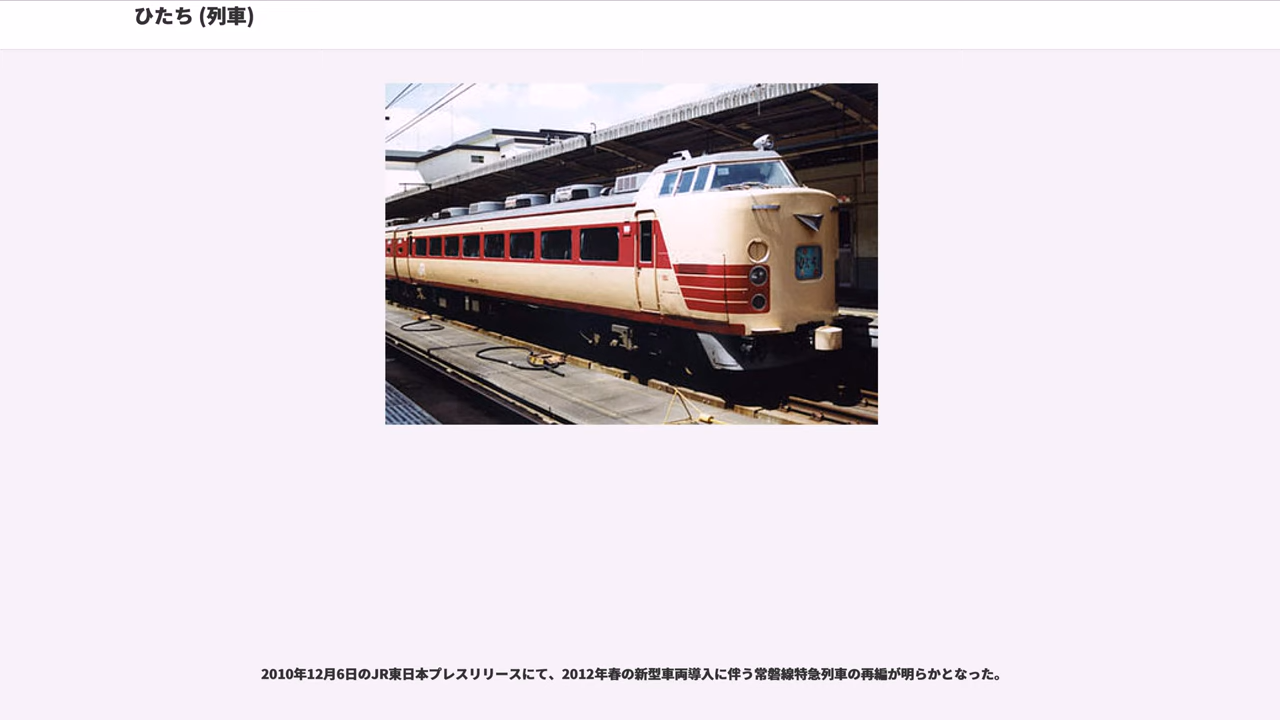 ひたち (列車)
ひたち
2010年12月6日のJR東日本プレスリリースにて、2012年春の新型車両導入に伴う常磐線特急列車の再編が明らかとなった。